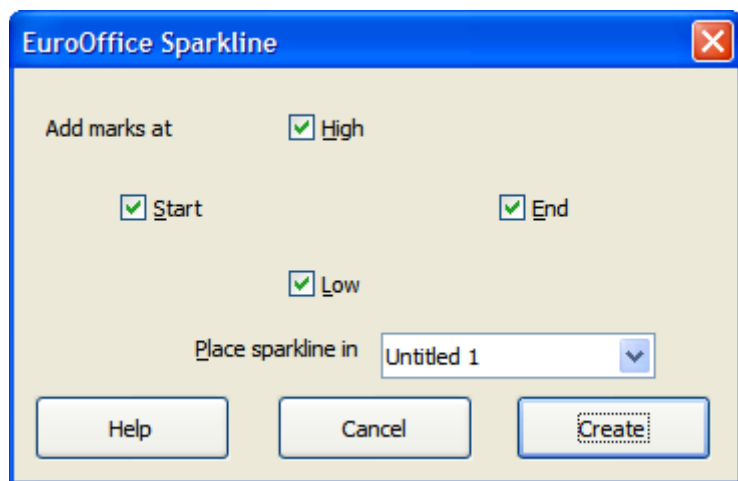 EuroOffice Sparkline
Add marks at High
Start End
Low
Place sparkline in Untitled 1
Help Cancel Create